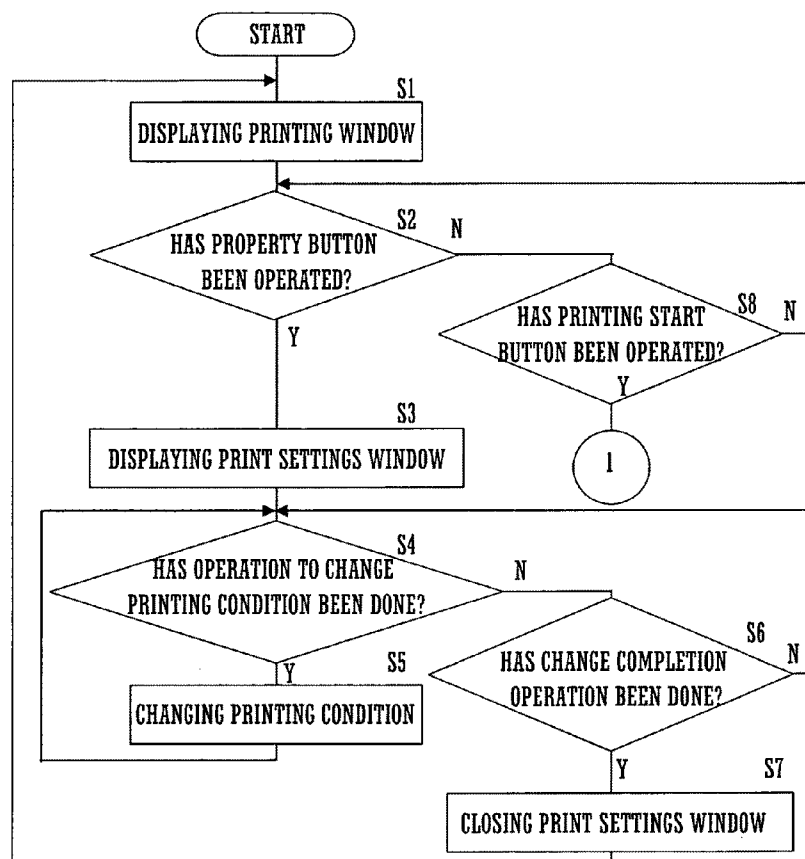 START
S1
DISPLAYING PRINTING WINDOW
S2
N
HAS PROPERTY BUTTON
BEEN OPERATED?
Y
S8
N
HAS PRINTING START
BUTTON BEEN OPERATED?
Y
1
S3
DISPLAYING PRINT SETTINGS WINDOW
S4
N
HAS OPERATION TO CHANGE
PRINTING CONDITION BEEN DONE?
Y
S5
CHANGING PRINTING CONDITION
S6
N
HAS CHANGE COMPLETION
OPERATION BEEN DONE?
Y
S7
CLOSING PRINT SETTINGS WINDOW